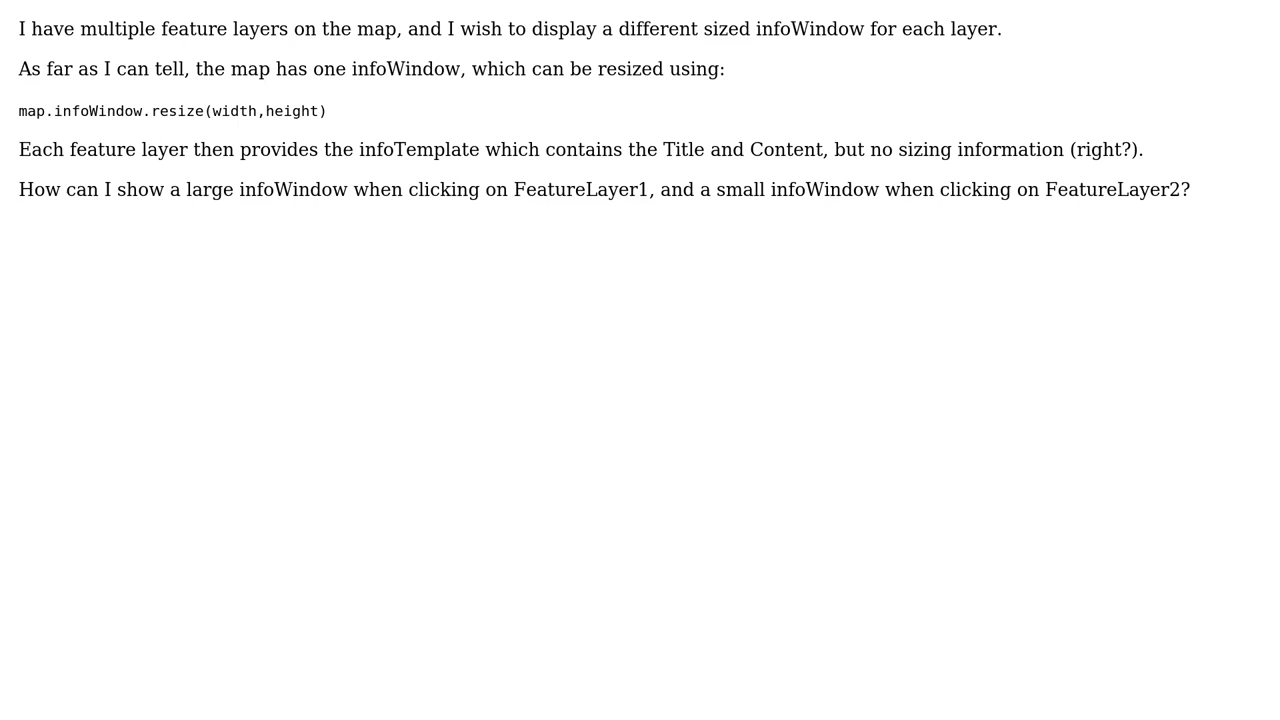 I have multiple feature layers on the map, and I wish to display a different sized infoWindow for each layer.
As far as I can tell, the map has one infoWindow, which can be resized using:
map.infoWindow.resize(width,height)
Each feature layer then provides the infoTemplate which contains the Title and Content, but no sizing information (right?).
How can I show a large infoWindow when clicking on FeatureLayer1, and a small infoWindow when clicking on FeatureLayer2?